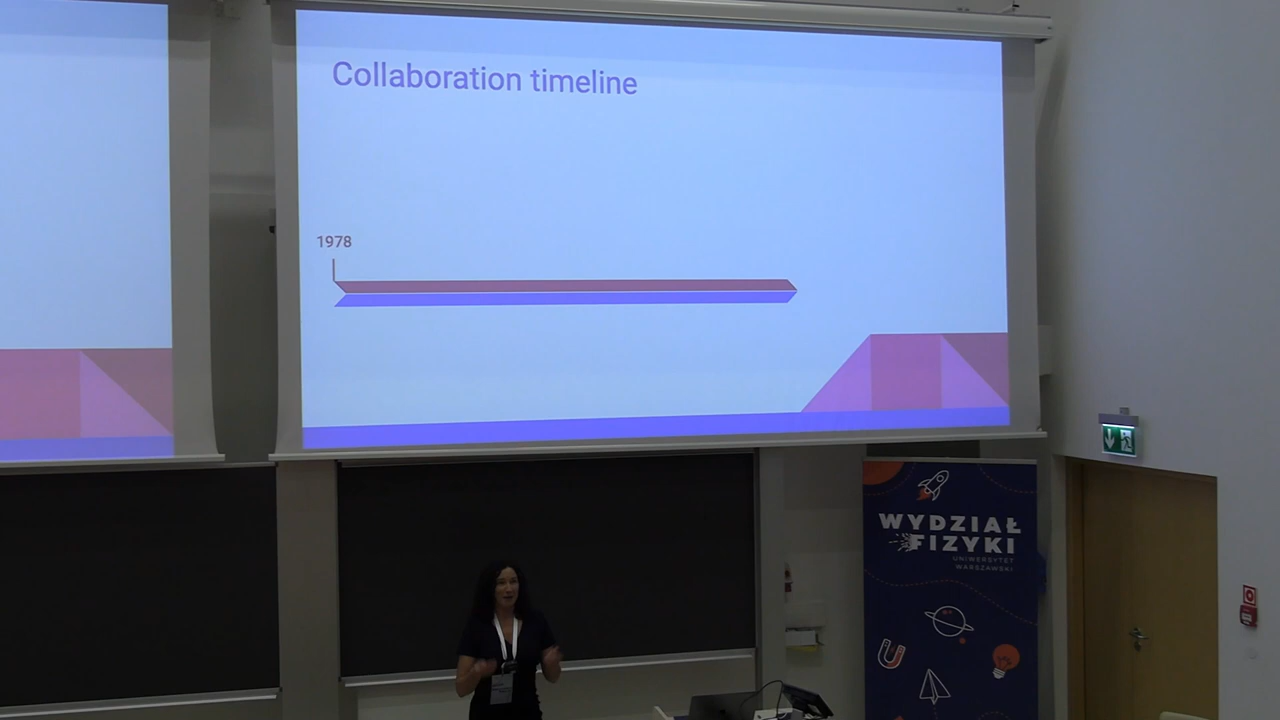 Collaboration timeline
1978
WYDZIAŁ
FIZYKI
UNIWERSYTET
WARSZAWSKI